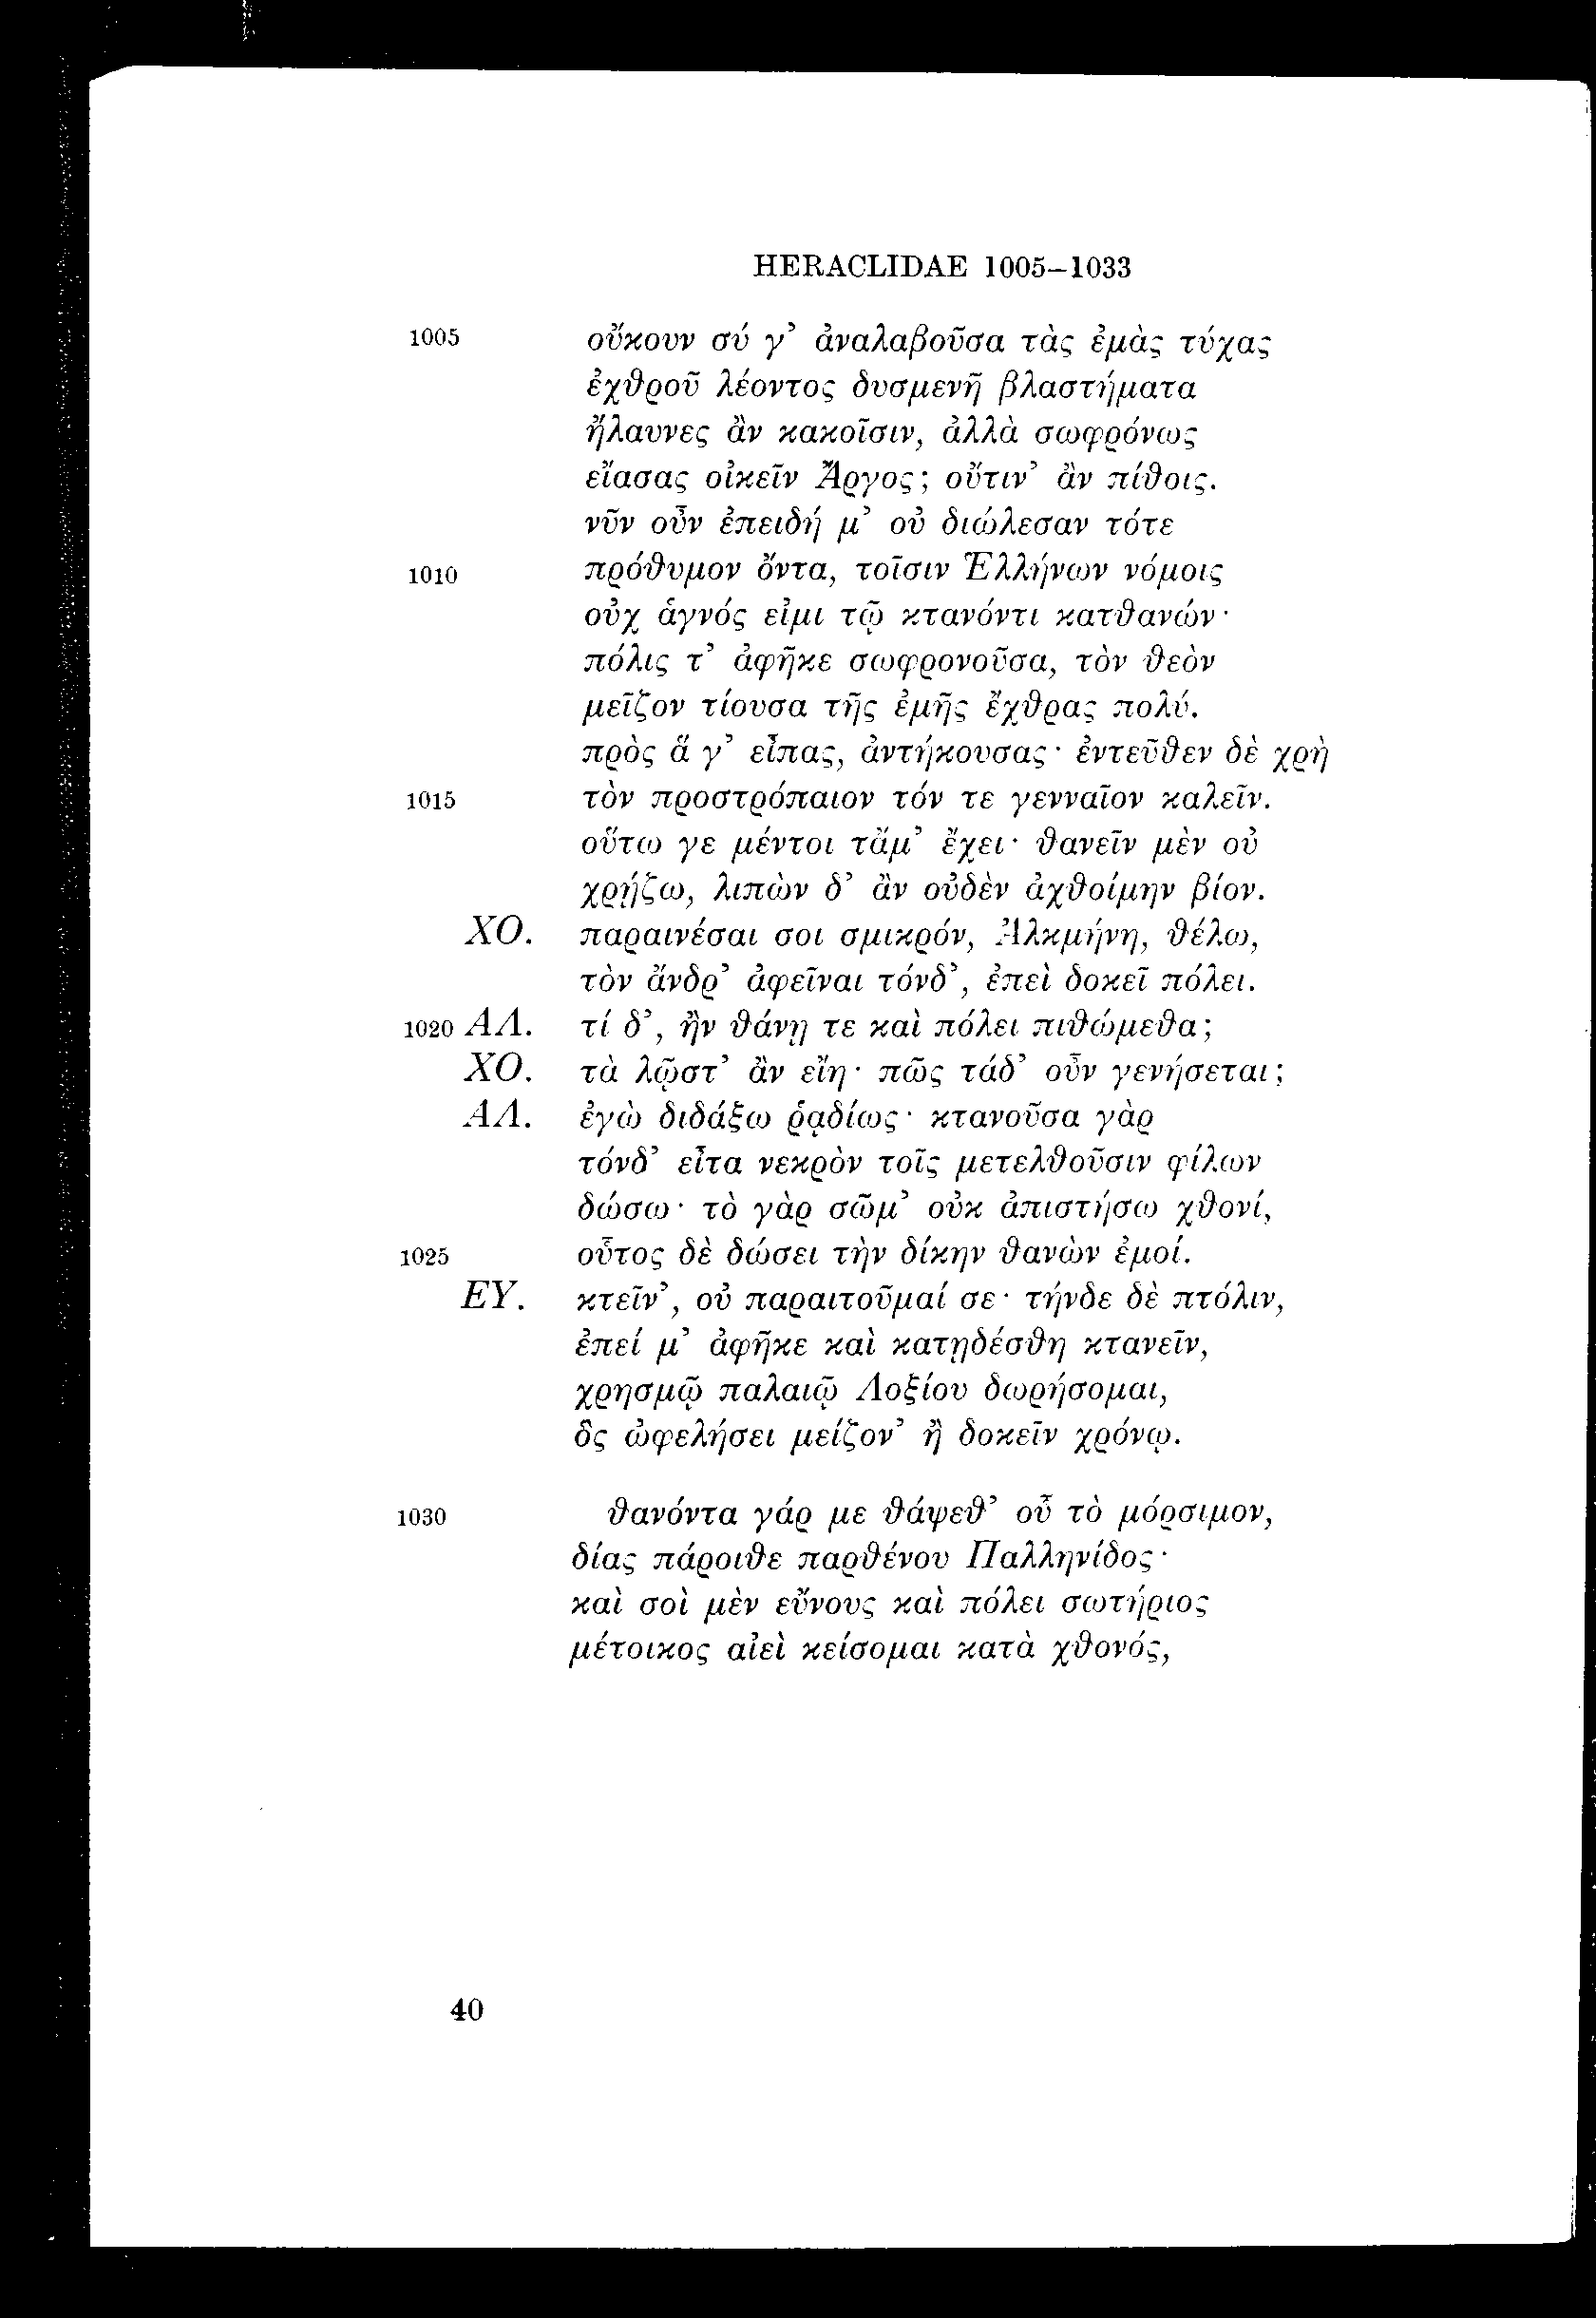 HERACLIDAE 1005–1033
1005 οὔκουν σύ γ’ ἀναλαβοῦσα τὰς ἐμὰς τύχας
ἐχθροῦ λέοντος δυσμενῆ βλαστήματα
ἤλαυνες ἂν κακοῖσιν, ἀλλὰ σωφρόνως
εἴασας οἰκεῖν Ἄργος; οὔτιν’ ἂν πίθοις.
νῦν οὖν ἐπειδή μ’ οὐ διώλεσαν τότε
1010 πρόθυμον ὄντα, τοῖσιν Ἑλλήνων νόμοις
οὐχ ἁγνός εἰμι τῷ κτανόντι κατθανών·
πόλις τ’ ἀφῆκε σωφρονοῦσα, τὸν θεὸν
μεῖζον τίουσα τῆς ἐμῆς ἔχθρας πολύ.
πρὸς ἅ γ’ εἶπας, ἀντήκουσας· ἐντεῦθεν δὲ χρὴ
1015 τὸν προστρόπαιον τόν τε γενναῖον καλεῖν.
οὕτω γε μέντοι τἄμ’ ἔχει· θανεῖν μὲν οὐ
χρῄζω, λιπὼν δ’ ἂν οὐδὲν ἀχθοίμην βίον.
ΧΟ. παραινέσαι σοι σμικρόν, Ἀλκμήνη, θέλω,
τὸν ἄνδρ’ ἀφεῖναι τόνδ’, ἐπεὶ δοκεῖ πόλει.
1020 ΑΛ. τί δ’, ἢν θάνῃ τε καὶ πόλει πιθώμεθα;
ΧΟ. τὰ λῷστ’ ἂν εἴη· πῶς τάδ’ οὖν γενήσεται;
ΑΛ. ἐγὼ διδάξω ῥᾳδίως· κτανοῦσα γὰρ
τόνδ’ εἶτα νεκρὸν τοῖς μετελθοῦσιν φίλων
δώσω· τὸ γὰρ σῶμ’ οὐκ ἀπιστήσω χθονί,
1025 οὗτος δὲ δώσει τὴν δίκην θανὼν ἐμοί.
ΕΥ. κτεῖν’, οὐ παραιτοῦμαί σε· τήνδε δὲ πτόλιν,
ἐπεί μ’ ἀφῆκε καὶ κατῃδέσθη κτανεῖν,
χρησμῷ παλαιῷ Λοξίου δωρήσομαι,
ὃς ὠφελήσει μείζον’ ἢ δοκεῖν χρόνῳ.
1030 θανόντα γάρ με θάψεθ’ οὗ τὸ μόρσιμον,
δίας πάροιθε παρθένου Παλληνίδος·
καὶ σοὶ μὲν εὔνους καὶ πόλει σωτήριος
μέτοικος αἰεὶ κείσομαι κατὰ χθονός,
40